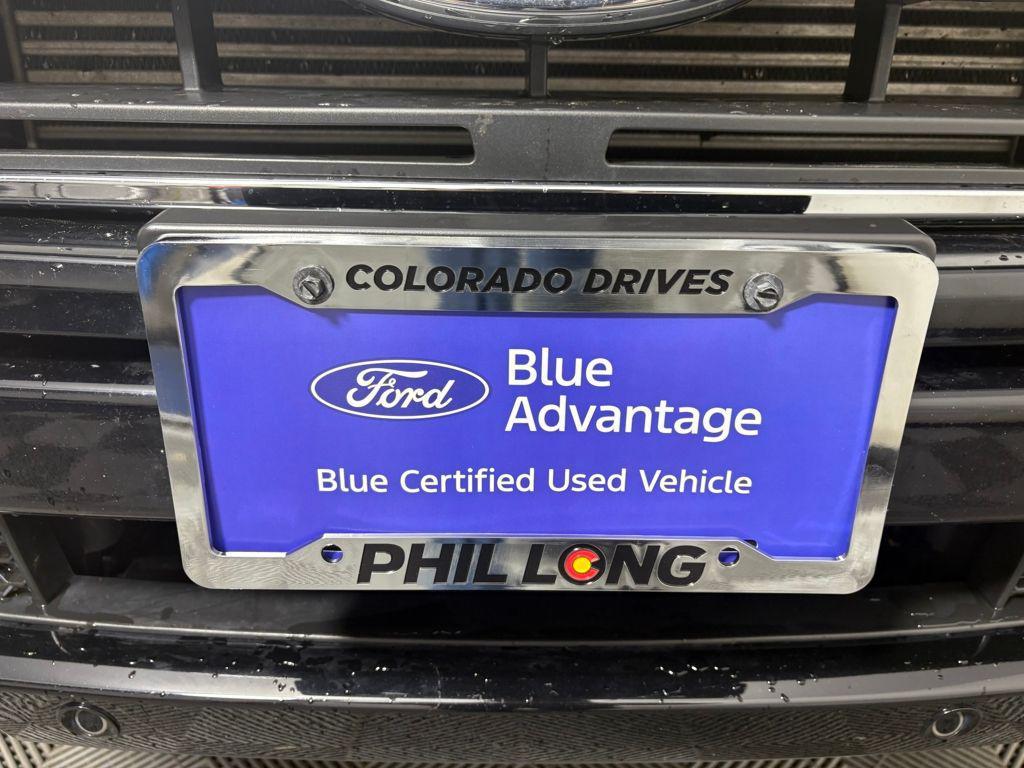 COLORADO DRIVES
Ford
Blue
Advantage
Blue Certified Used Vehicle
PHIL LONG